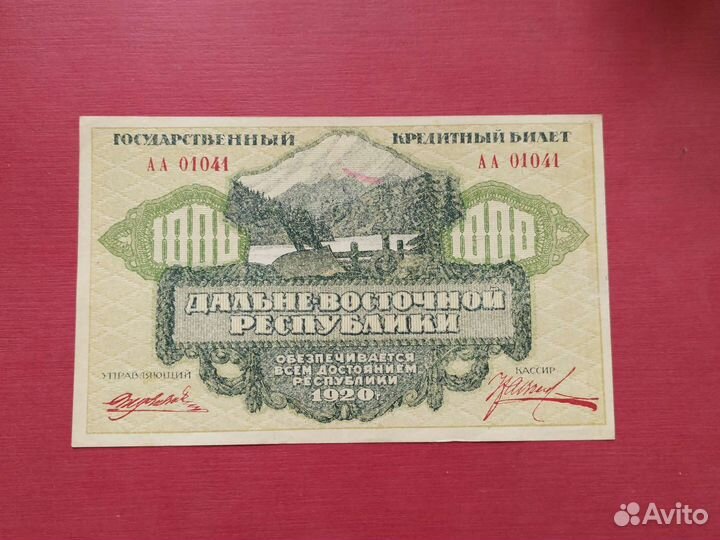 ГОСУДАРСТВЕННЫЙ КРЕДИТНЫЙ БИЛЕТ
АА 01041 АА 01041
1000 1000
ДАЛЬНЕ-ВОСТОЧНОЙ
РЕСПУБЛИКИ
ОБЕСПЕЧИВАЕТСЯ
ВСЕМ ДОСТОЯНИЕМ
РЕСПУБЛИКИ
1920
УПРАВЛЯЮЩИЙ КАССИР
Avito